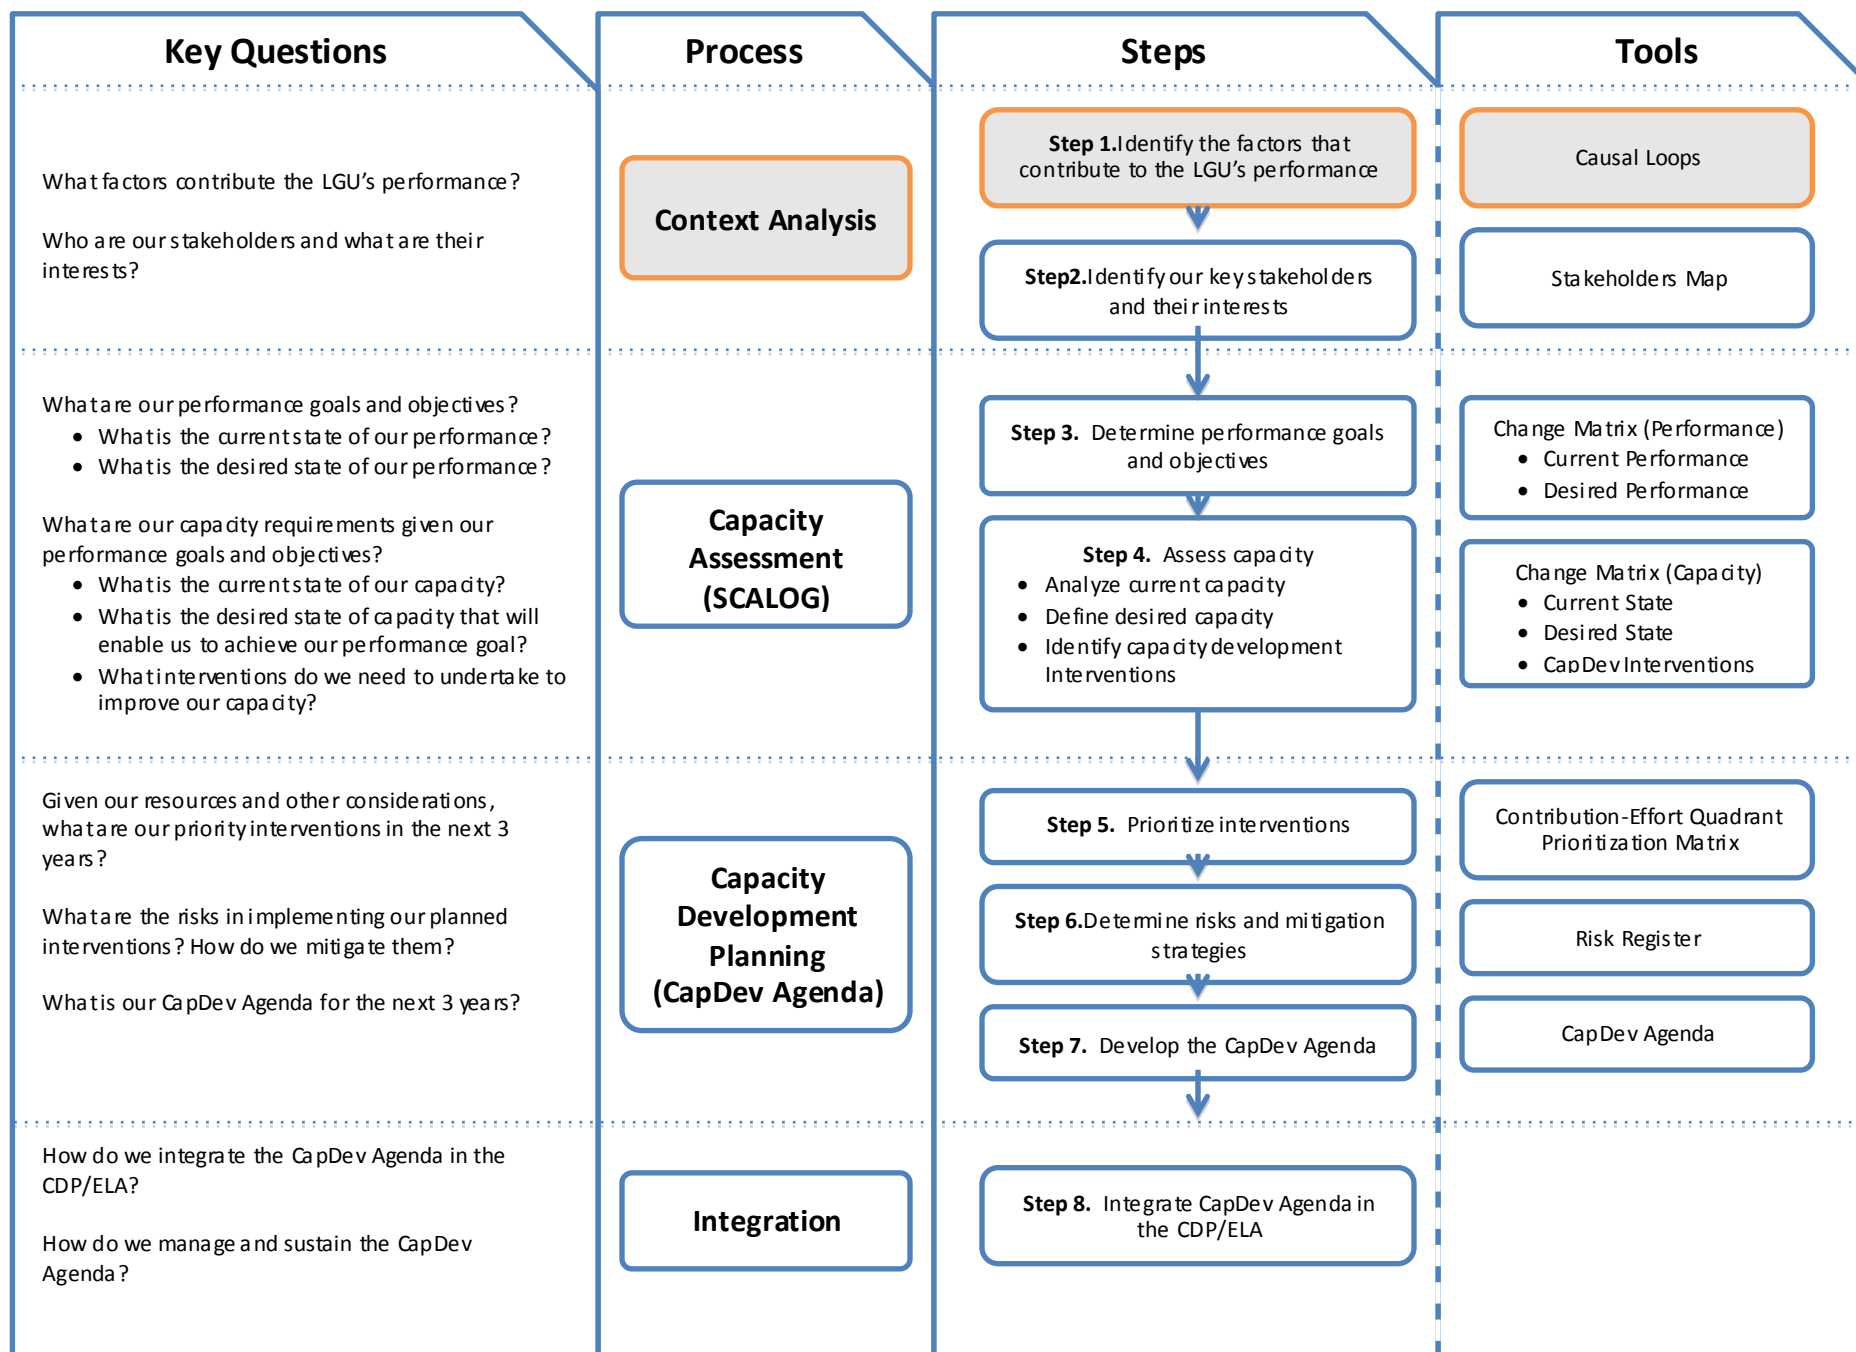 Key Questions
Process
Steps
Tools
What factors contribute the LGU's performance?
Who are our stakeholders and what are their
interests?
Context Analysis
Step 1.Identify the factors that
contribute to the LGU's performance
Step2.Identify our key stakeholders
and their interests
Causal Loops
Stakeholders Map
What are our performance goals and objectives?
• What is the current state of our performance?
• What is the desired state of our performance?
What are our capacity requirements given our
performance goals and objectives?
• What is the current state of our capacity?
• What is the desired state of capacity that will
enable us to achieve our performance goal?
• What interventions do we need to undertake to
improve our capacity?
Capacity
Assessment
(SCALOG)
Step 3. Determine performance goals
and objectives
Step 4. Assess capacity
• Analyze current capacity
• Define desired capacity
• Identify capacity development
Interventions
Change Matrix (Performance)
• Current Performance
• Desired Performance
Change Matrix (Capacity)
• Current State
• Desired State
• CapDev Interventions
Given our resources and other considerations,
what are our priority interventions in the next 3
years?
What are the risks in implementing our planned
interventions? How do we mitigate them?
What is our CapDev Agenda for the next 3 years?
Capacity
Development
Planning
(CapDev Agenda)
Step 5. Prioritize interventions
Step 6.Determine risks and mitigation
strategies
Step 7. Develop the CapDev Agenda
Contribution-Effort Quadrant
Prioritization Matrix
Risk Register
CapDev Agenda
How do we integrate the CapDev Agenda in the
CDP/ELA?
How do we manage and sustain the CapDev
Agenda?
Integration
Step 8. Integrate CapDev Agenda in
the CDP/ELA